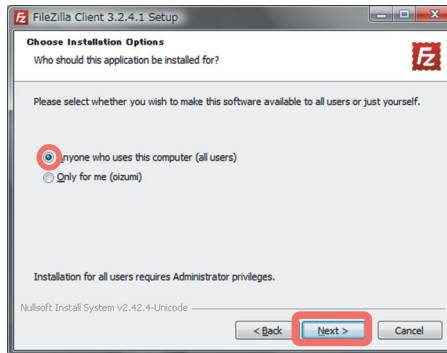 FileZilla Client 3.2.4.1 Setup
Choose Installation Options
Who should this application be installed for?
Please select whether you wish to make this software available to all users or just yourself.
Anyone who uses this computer (all users)
Only for me (oizumi)
Installation for all users requires Administrator privileges.
Nullsoft Install System v2.42.4-Unicode
< Back Next > Cancel